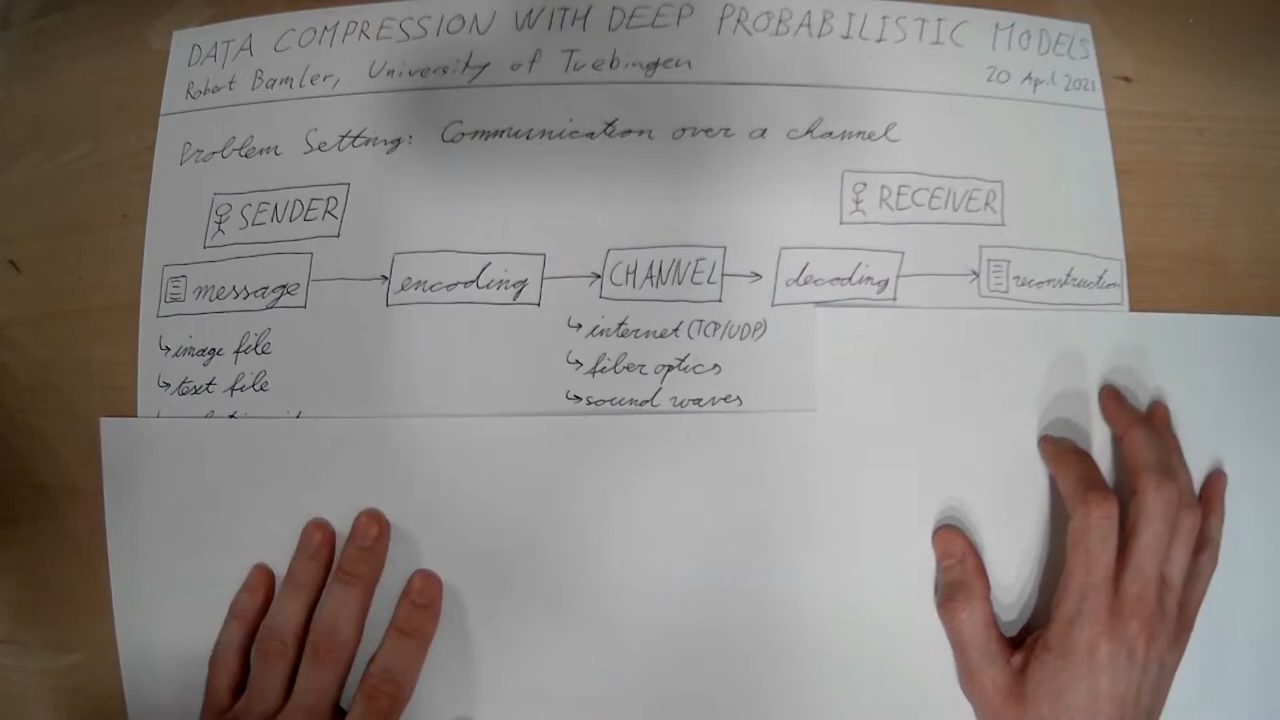 DATA COMPRESSION WITH DEEP PROBABILISTIC MODELS
Robert Bamler, University of Tuebingen
20 April 2021
Problem Setting: Communication over a channel
SENDER
RECEIVER
message
encoding
CHANNEL
decoding
reconstruction
↳ image file
↳ text file
↳ internet (TCP/UDP)
↳ fiber optics
↳ sound waves